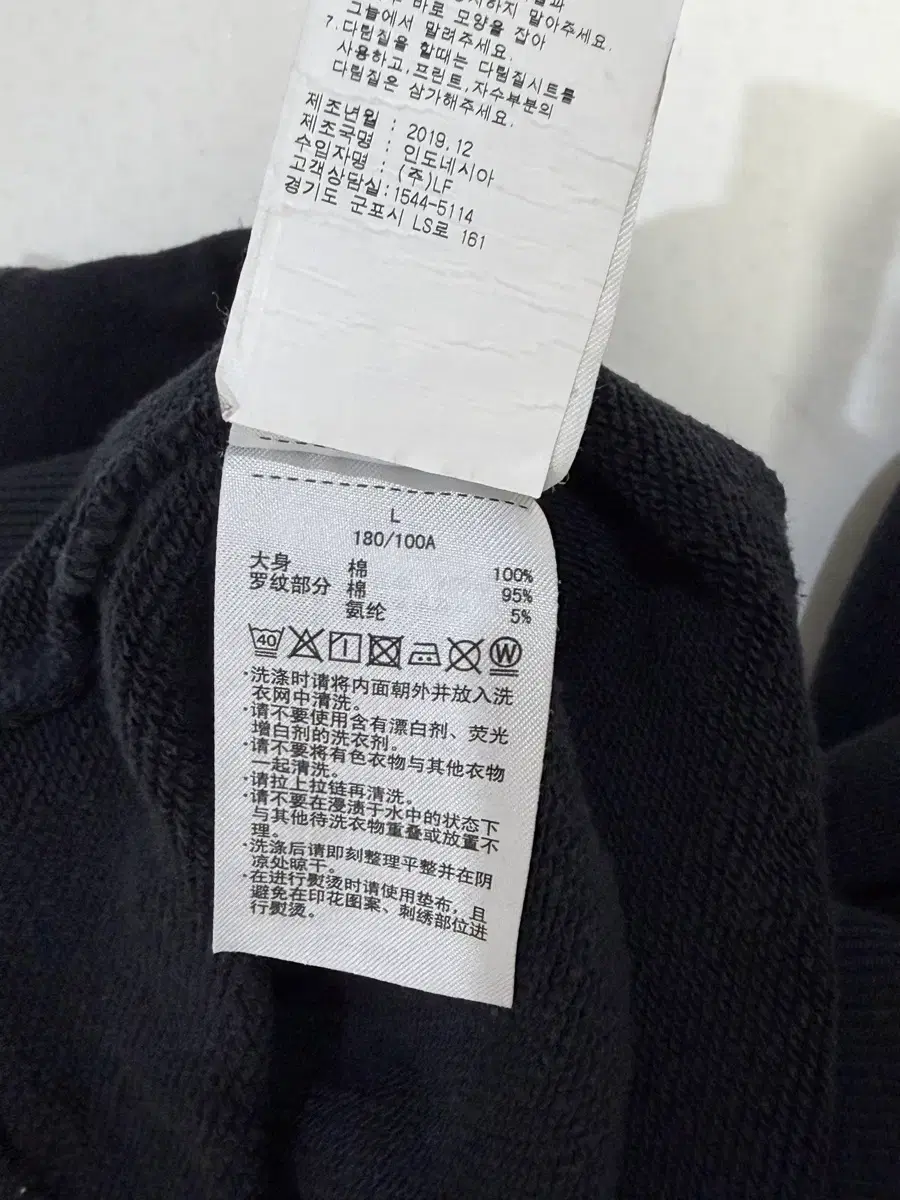 하지 말아주세요.
바로 모양을 잡아
그늘에서 말려주세요.
7.다림질을 할때는 다림질시트를
사용하고,프린트,자수부분의
다림질은 삼가해주세요.
제조년월 : 2019.12
제조국명 : 인도네시아
수입자명 : (주)LF
고객상담실:1544-5114
경기도 군포시 LS로 161
L
180/100A
大身 棉 100%
罗纹部分 棉 95%
氨纶 5%
40 W
·洗涤时请将内面朝外并放入洗
衣网中清洗。
·请不要使用含有漂白剂、荧光
增白剂的洗衣剂。
·请不要将有色衣物与其他衣物
一起清洗。
·请拉上拉链再清洗。
·请不要在浸渍于水中的状态下
与其他待洗衣物重叠或放置不
理。
·洗涤后请即刻整理平整并在阴
凉处晾干。
·在进行熨烫时请使用垫布，且
避免在印花图案、刺绣部位进
行熨烫。